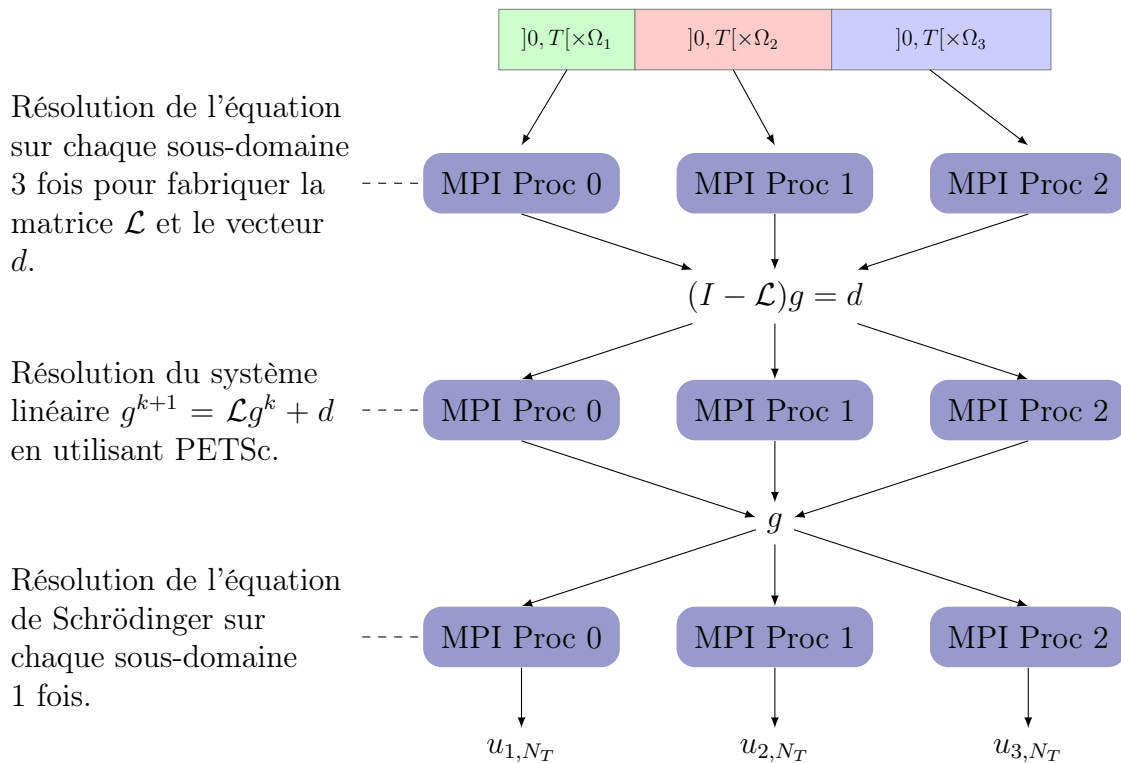 ]0, T[×Ω₁ ]0, T[×Ω₂ ]0, T[×Ω₃
Résolution de l'équation
sur chaque sous-domaine
3 fois pour fabriquer la
matrice 𝓛 et le vecteur
d.
MPI Proc 0 MPI Proc 1 MPI Proc 2
(I − 𝓛)g = d
Résolution du système
linéaire g^{k+1} = 𝓛g^k + d
en utilisant PETSc.
MPI Proc 0 MPI Proc 1 MPI Proc 2
g
Résolution de l'équation
de Schrödinger sur
chaque sous-domaine
1 fois.
MPI Proc 0 MPI Proc 1 MPI Proc 2
u_{1,N_T} u_{2,N_T} u_{3,N_T}